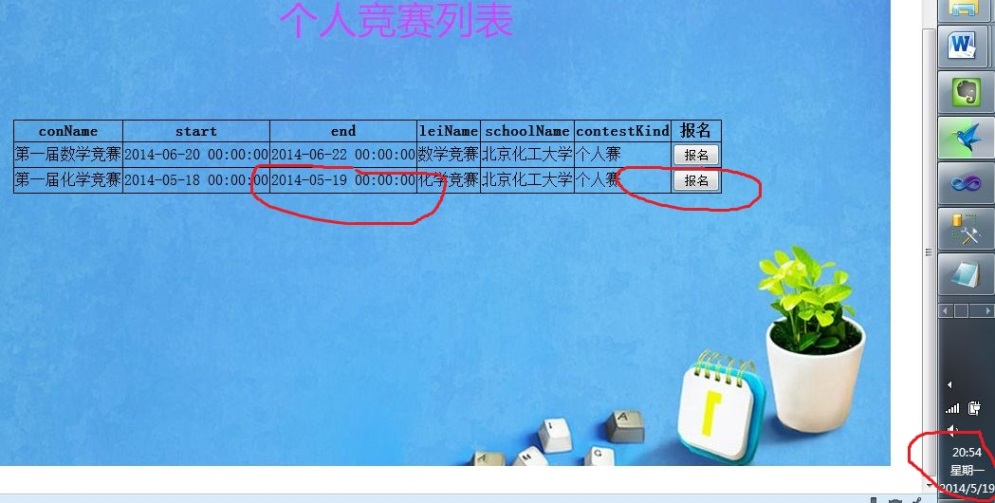 个人竞赛列表
conName start end leiName schoolName contestKind 报名
第一届数学竞赛 2014-06-20 00:00:00 2014-06-22 00:00:00 数学竞赛 北京化工大学 个人赛 报名
第一届化学竞赛 2014-05-18 00:00:00 2014-05-19 00:00:00 化学竞赛 北京化工大学 个人赛 报名
W
1
A
I
A
M
G
20:54
星期一
2014/5/19